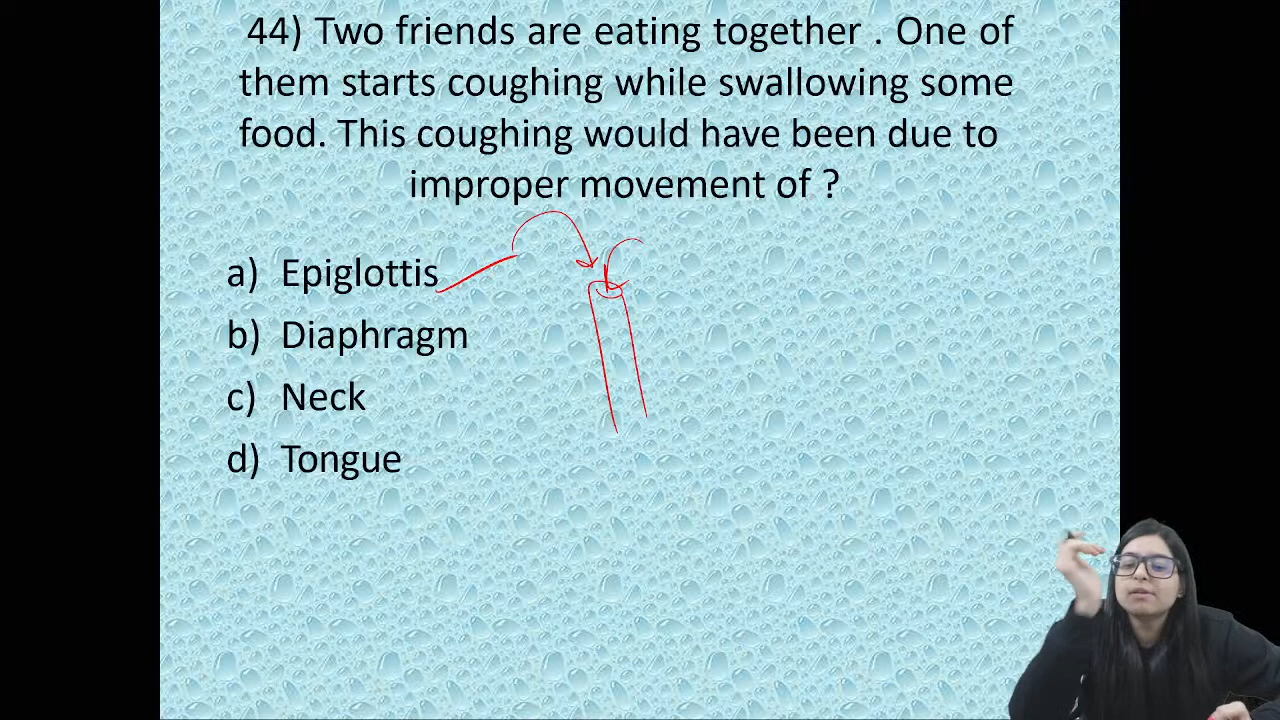 44) Two friends are eating together . One of
them starts coughing while swallowing some
food. This coughing would have been due to
improper movement of ?
a) Epiglottis
b) Diaphragm
c) Neck
d) Tongue